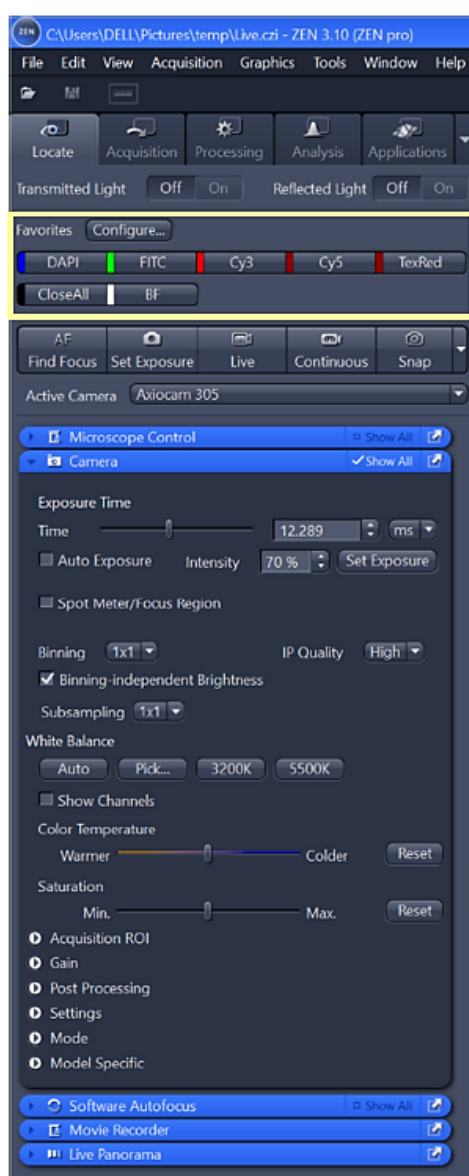 ZEN C:\Users\DELL\Pictures\temp\Live.czi - ZEN 3.10 (ZEN pro)
File Edit View Acquisition Graphics Tools Window Help
Locate Acquisition Processing Analysis Applications
Transmitted Light Off On Reflected Light Off On
Favorites Configure...
DAPI FITC Cy3 Cy5 TexRed
CloseAll BF
AF
Find Focus Set Exposure Live Continuous Snap
Active Camera Axiocam 305
Microscope Control Show All
Camera Show All
Exposure Time
Time 12.289 ms
Auto Exposure Intensity 70 % Set Exposure
Spot Meter/Focus Region
Binning 1x1 IP Quality High
Binning-independent Brightness
Subsampling 1x1
White Balance
Auto Pick... 3200K 5500K
Show Channels
Color Temperature
Warmer Colder Reset
Saturation
Min. Max. Reset
Acquisition ROI
Gain
Post Processing
Settings
Mode
Model Specific
Software Autofocus Show All
Movie Recorder
Live Panorama